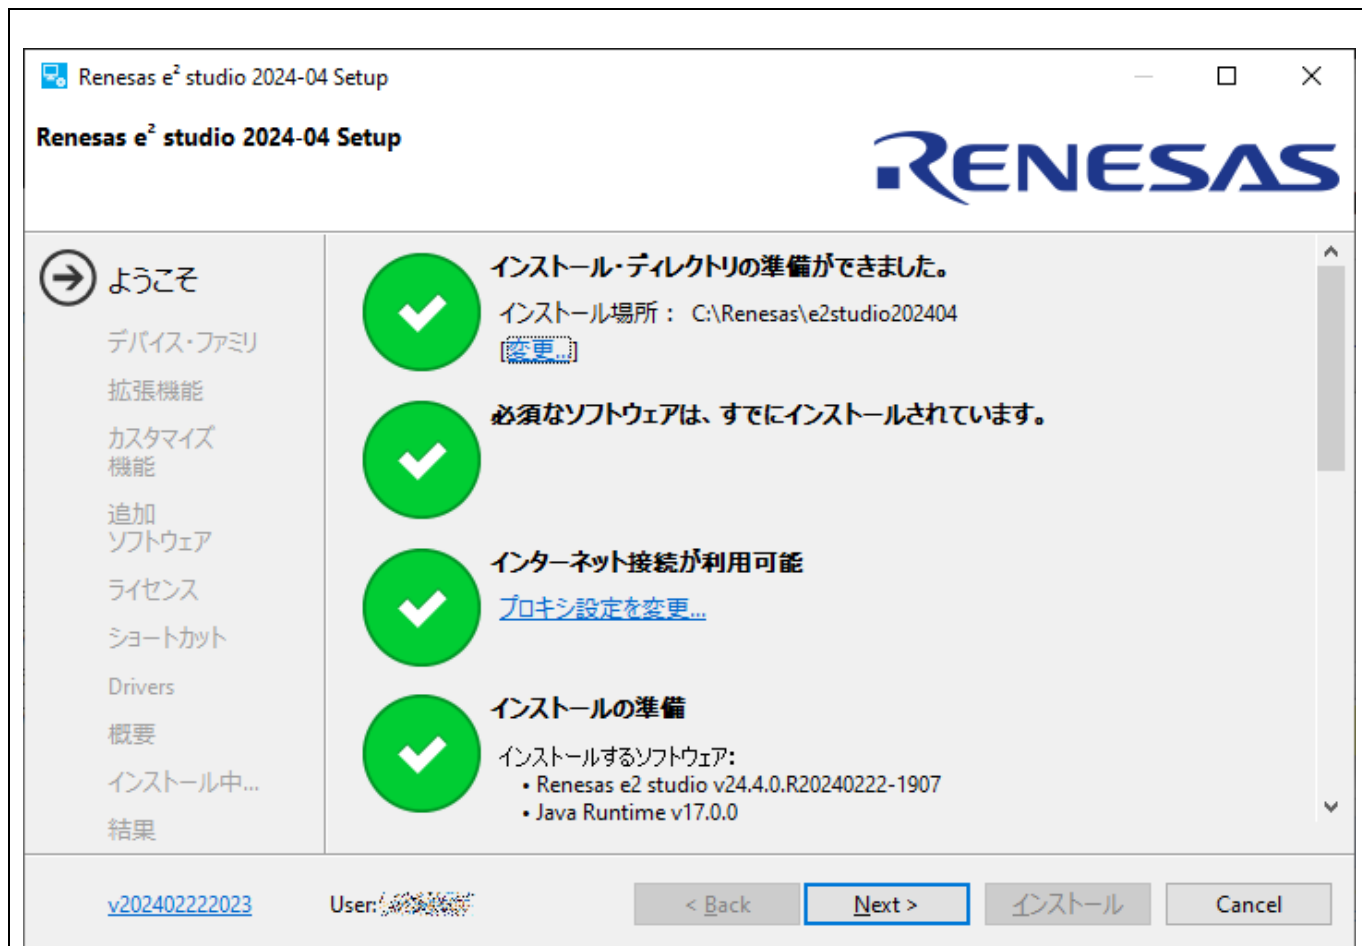 Renesas e² studio 2024-04 Setup
Renesas e² studio 2024-04 Setup
RENESAS
ようこそ
デバイス・ファミリ
拡張機能
カスタマイズ
機能
追加
ソフトウェア
ライセンス
ショートカット
Drivers
概要
インストール中...
結果
インストール・ディレクトリの準備ができました。
インストール場所： C:\Renesas\e2studio202404
[変更...]
必須なソフトウェアは、すでにインストールされています。
インターネット接続が利用可能
プロキシ設定を変更...
インストールの準備
インストールするソフトウェア:
• Renesas e2 studio v24.4.0.R20240222-1907
• Java Runtime v17.0.0
v202402222023
User:
< Back
Next >
インストール
Cancel